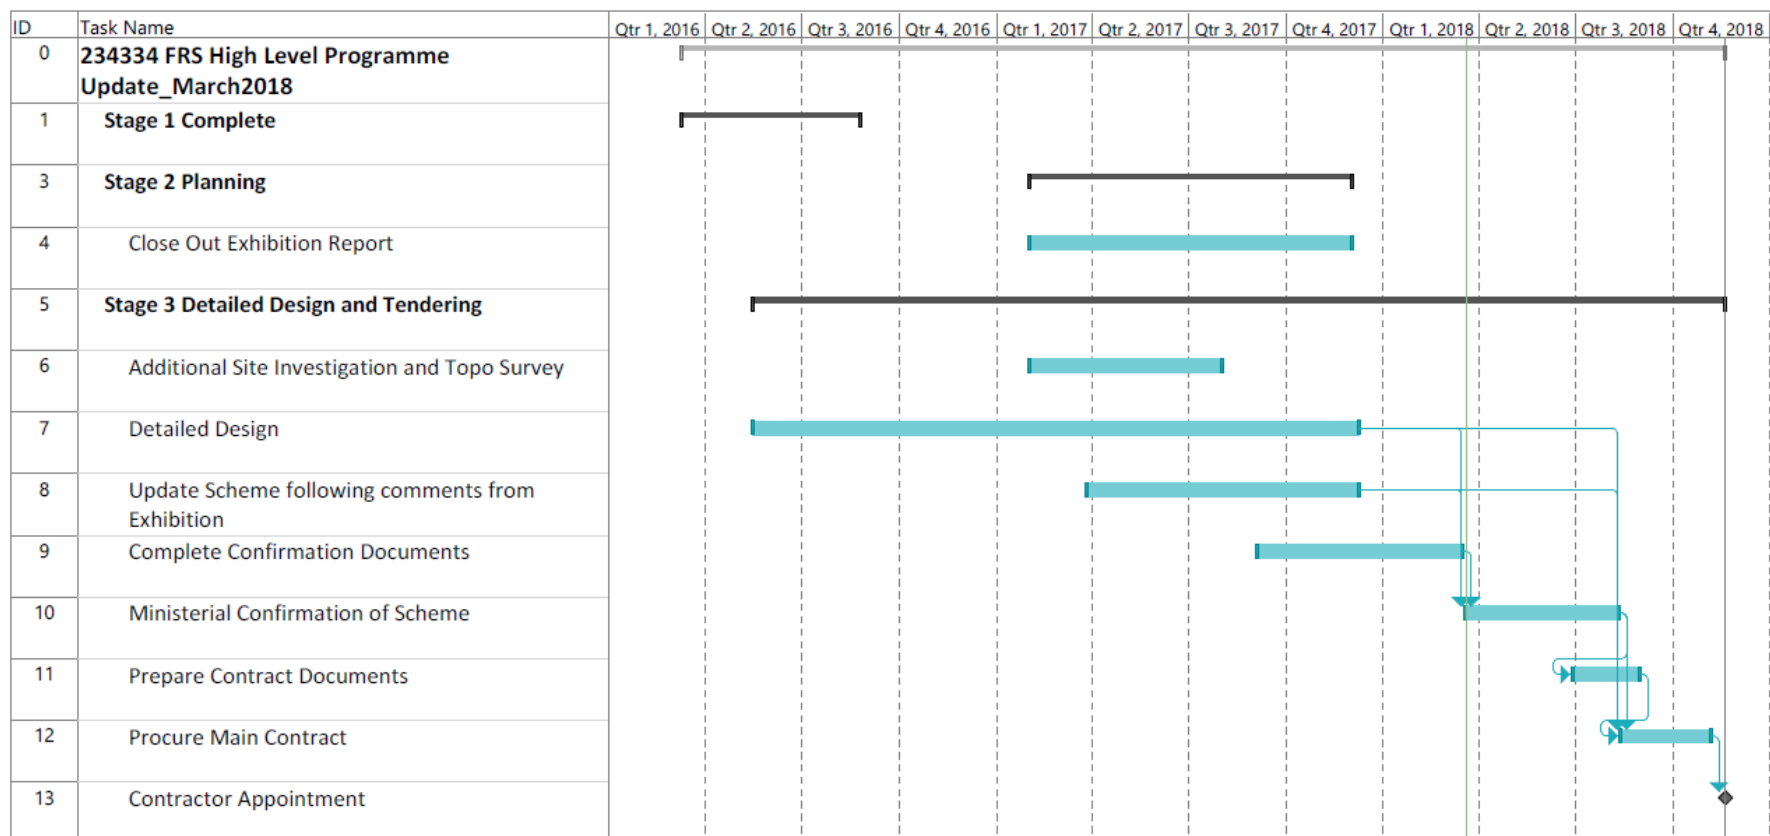 ID Task Name Qtr 1, 2016 Qtr 2, 2016 Qtr 3, 2016 Qtr 4, 2016 Qtr 1, 2017 Qtr 2, 2017 Qtr 3, 2017 Qtr 4, 2017 Qtr 1, 2018 Qtr 2, 2018 Qtr 3, 2018 Qtr 4, 2018
0 234334 FRS High Level Programme
Update_March2018
1 Stage 1 Complete
3 Stage 2 Planning
4 Close Out Exhibition Report
5 Stage 3 Detailed Design and Tendering
6 Additional Site Investigation and Topo Survey
7 Detailed Design
8 Update Scheme following comments from
Exhibition
9 Complete Confirmation Documents
10 Ministerial Confirmation of Scheme
11 Prepare Contract Documents
12 Procure Main Contract
13 Contractor Appointment